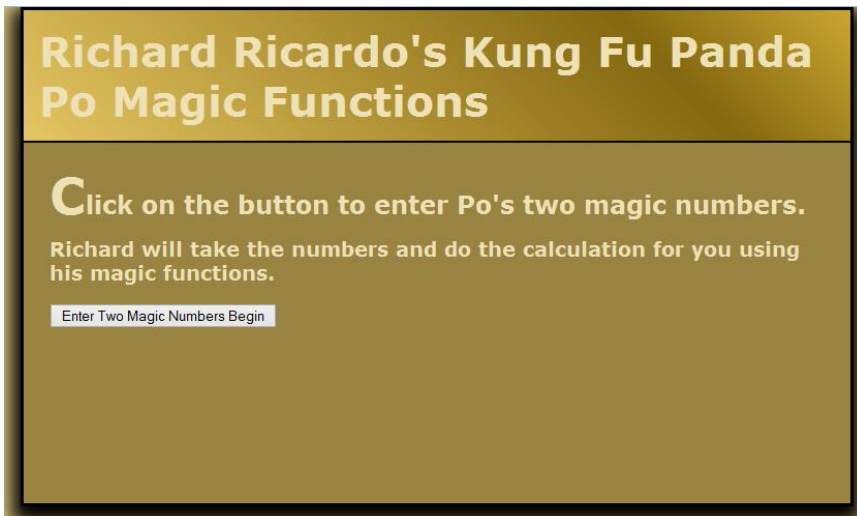 Richard Ricardo's Kung Fu Panda
Po Magic Functions
Click on the button to enter Po's two magic numbers.
Richard will take the numbers and do the calculation for you using
his magic functions.
Enter Two Magic Numbers Begin